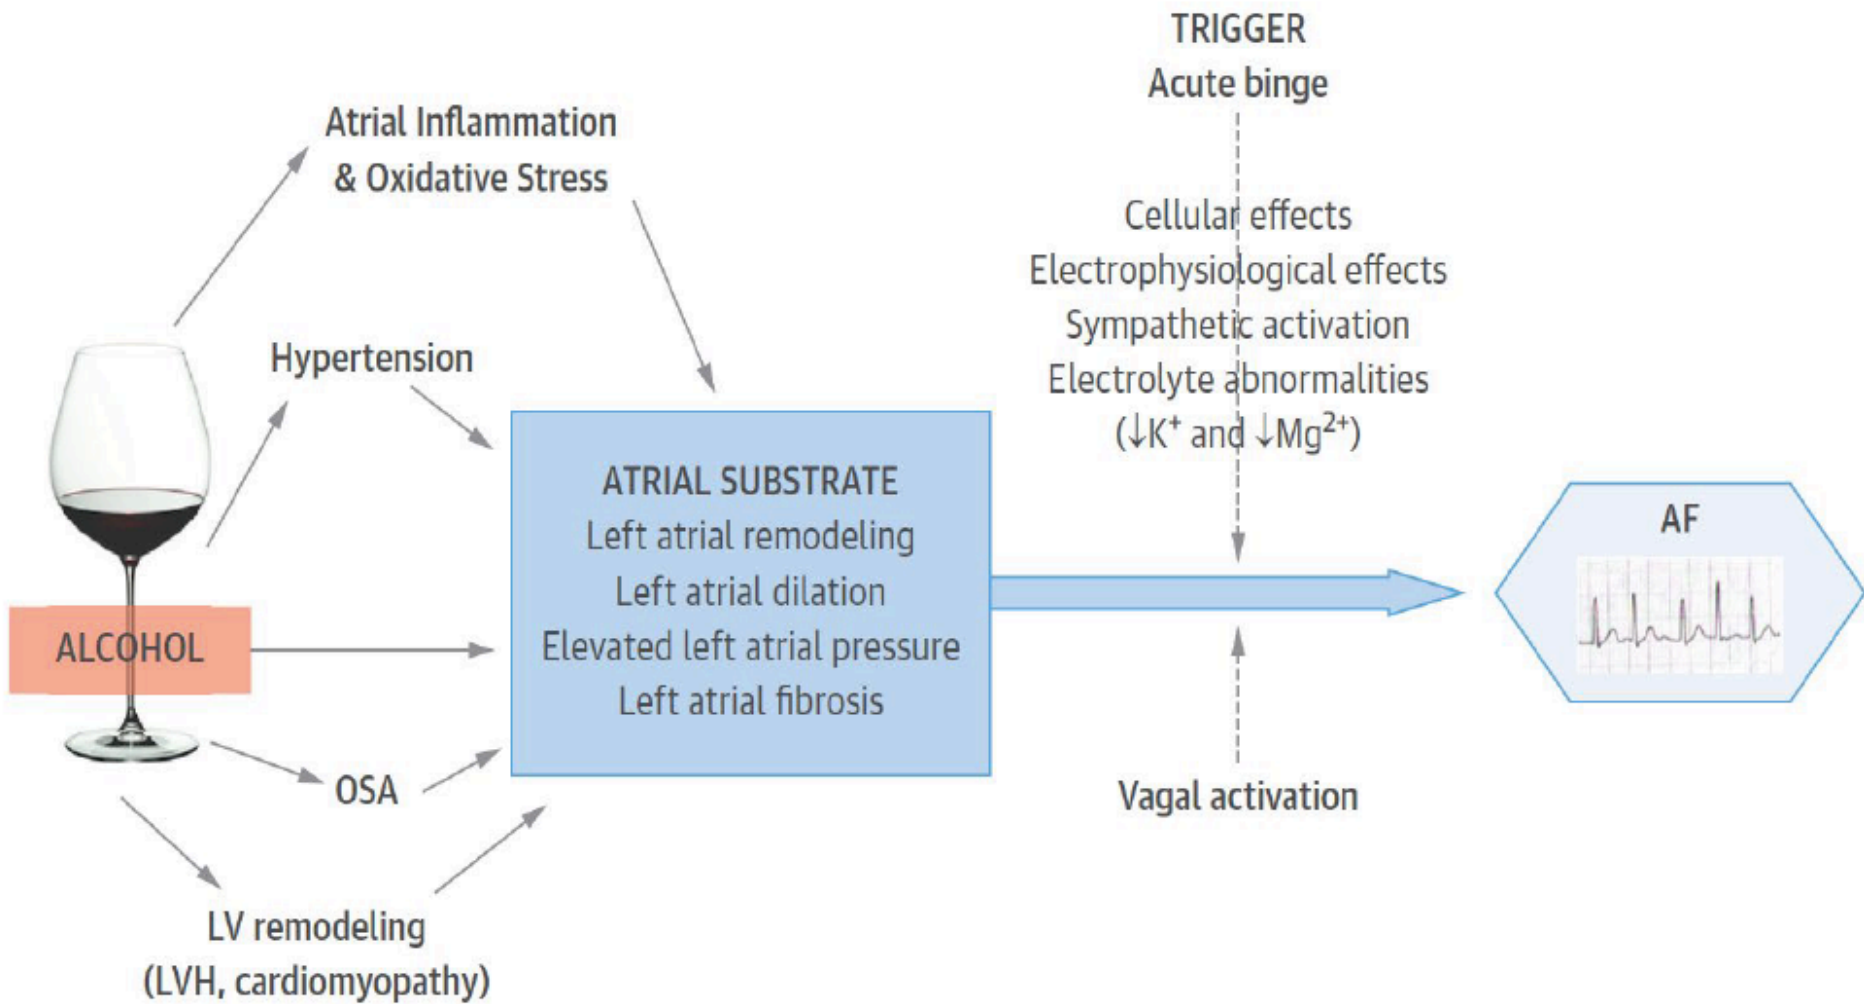 TRIGGER
Acute binge
Atrial Inflammation
& Oxidative Stress
Cellular effects
Electrophysiological effects
Sympathetic activation
Electrolyte abnormalities
(↓K⁺ and ↓Mg²⁺)
Hypertension
ATRIAL SUBSTRATE
Left atrial remodeling
Left atrial dilation
Elevated left atrial pressure
Left atrial fibrosis
AF
ALCOHOL
OSA
Vagal activation
LV remodeling
(LVH, cardiomyopathy)